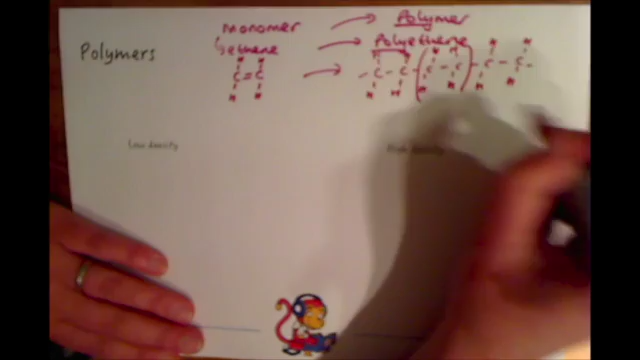 monomer → Polymer
Polymers
ethene → Polyethene
C = C → - C - C - ( C - C ) - C - C -
H H H H H H H H
Low density
High density